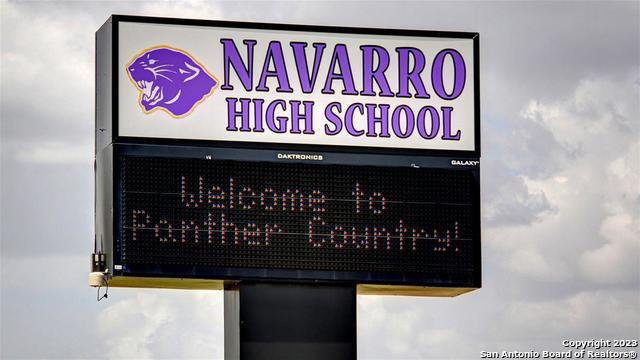 NAVARRO
HIGH SCHOOL
DAKTRONICS
GALAXY
Welcome to
Panther Country!
Copyright 2023
San Antonio Board of Realtors®